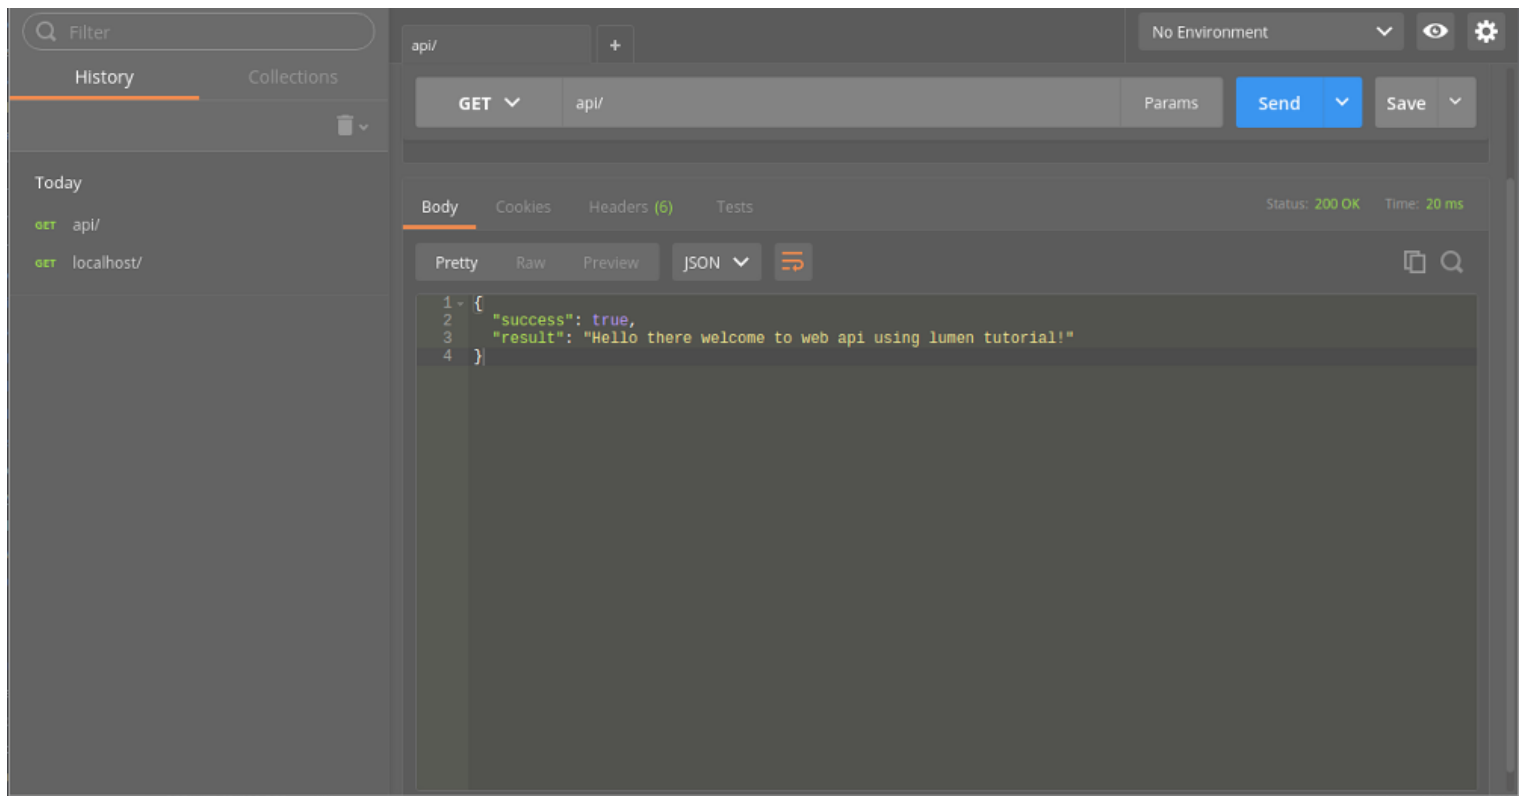 Filter
History Collections
Today
GET api/
GET localhost/
api/ +
No Environment
GET api/ Params Send Save
Body Cookies Headers (6) Tests
Status: 200 OK Time: 20 ms
Pretty Raw Preview JSON
1 {
2 "success": true,
3 "result": "Hello there welcome to web api using lumen tutorial!"
4 }